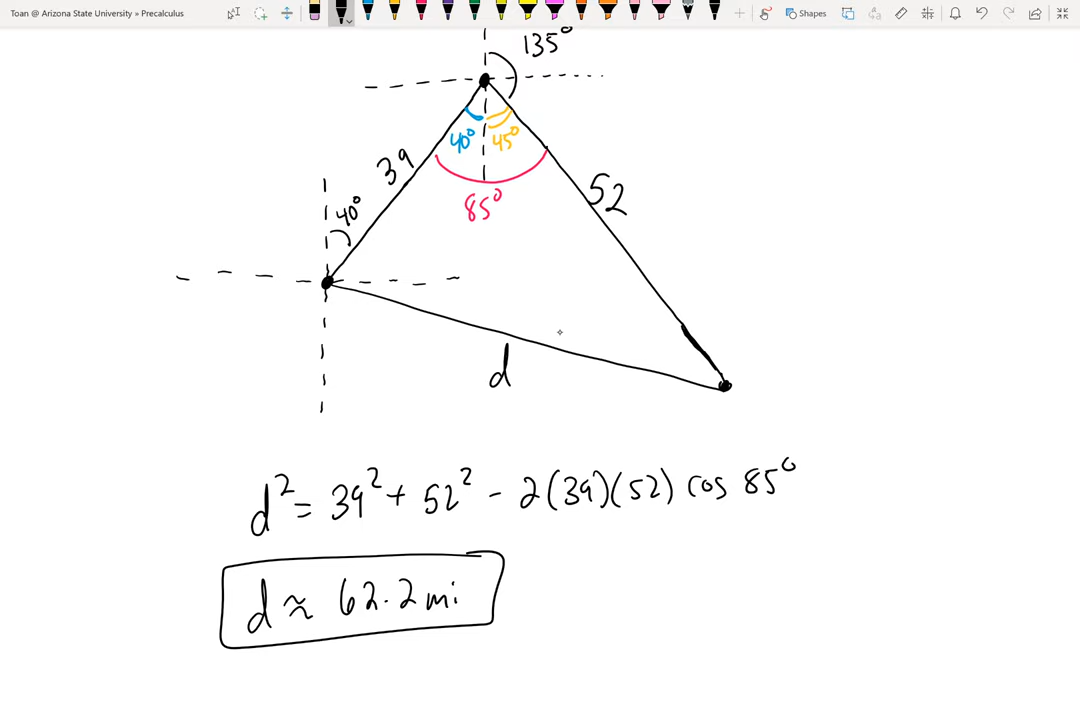 Toan @ Arizona State University » Precalculus
Shapes
135°
40° 45°
39
52
85°
40°
d
d² = 39² + 52² - 2(39)(52) cos 85°
d ≈ 62.2 mi